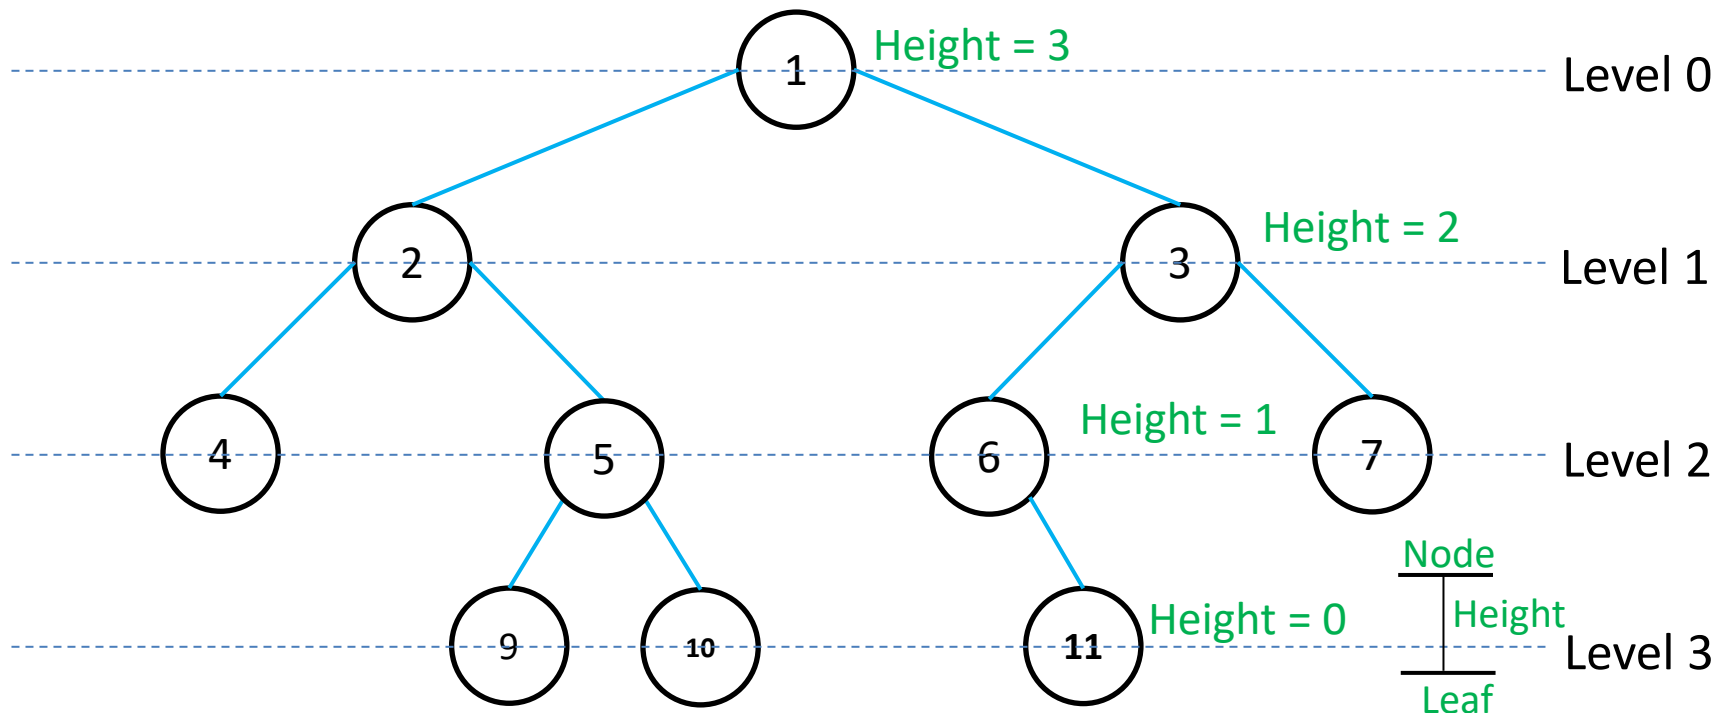 1
Height = 3
Level 0
2
3
Height = 2
Level 1
4
5
6
Height = 1
7
Level 2
9
10
11
Height = 0
Node
Height
Leaf
Level 3